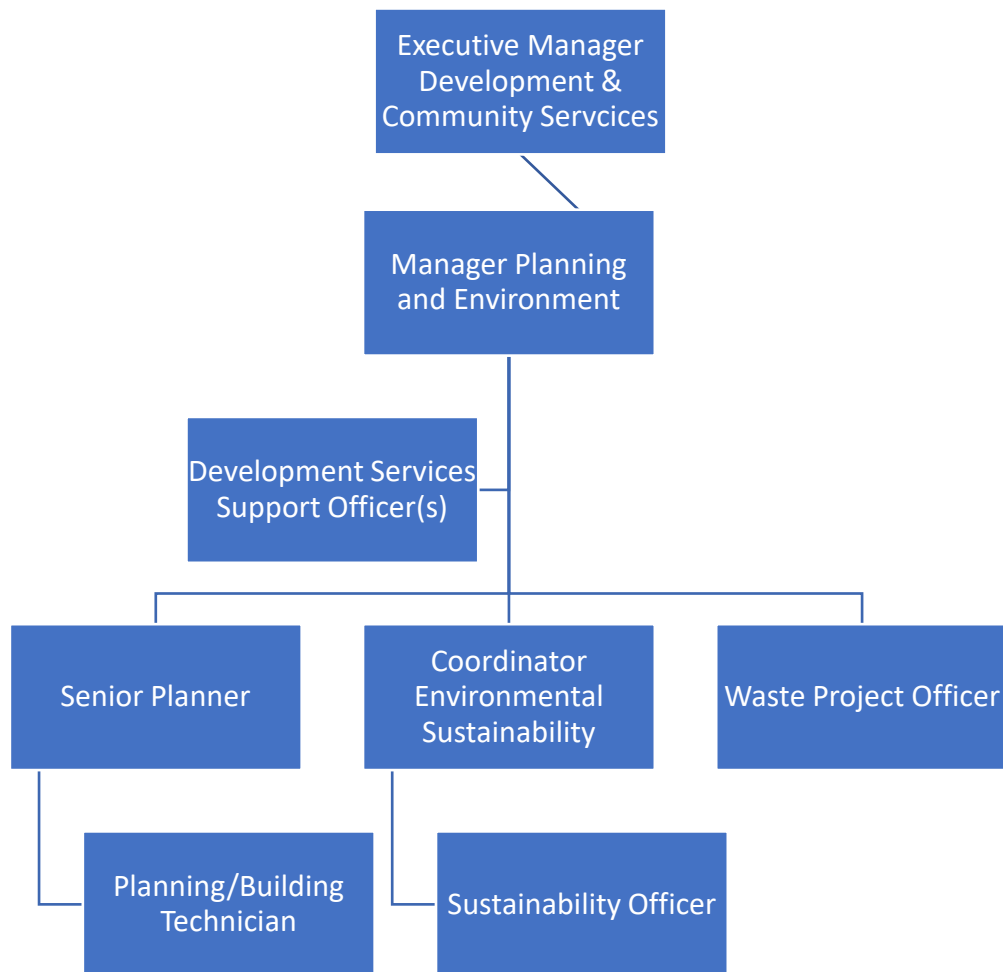 Executive Manager
Development &
Community Servcices
Manager Planning
and Environment
Development Services
Support Officer(s)
Senior Planner
Coordinator
Environmental
Sustainability
Waste Project Officer
Planning/Building
Technician
Sustainability Officer